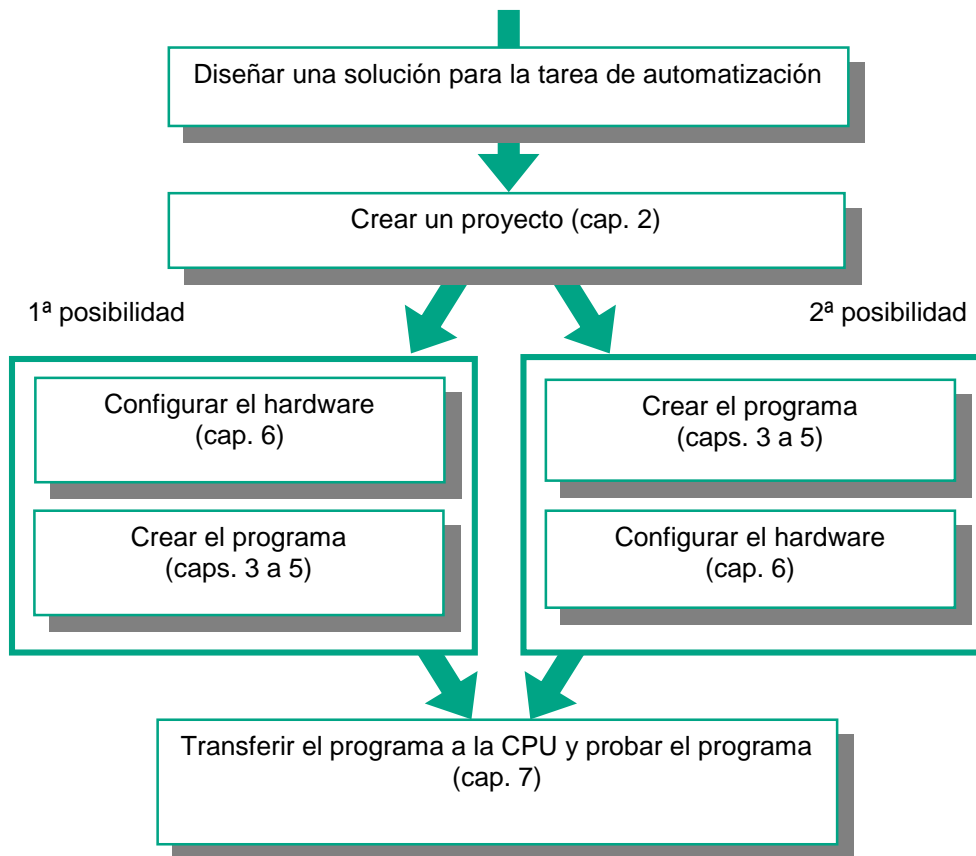 Diseñar una solución para la tarea de automatización
Crear un proyecto (cap. 2)
1ª posibilidad
2ª posibilidad
Configurar el hardware
(cap. 6)
Crear el programa
(caps. 3 a 5)
Crear el programa
(caps. 3 a 5)
Configurar el hardware
(cap. 6)
Transferir el programa a la CPU y probar el programa
(cap. 7)